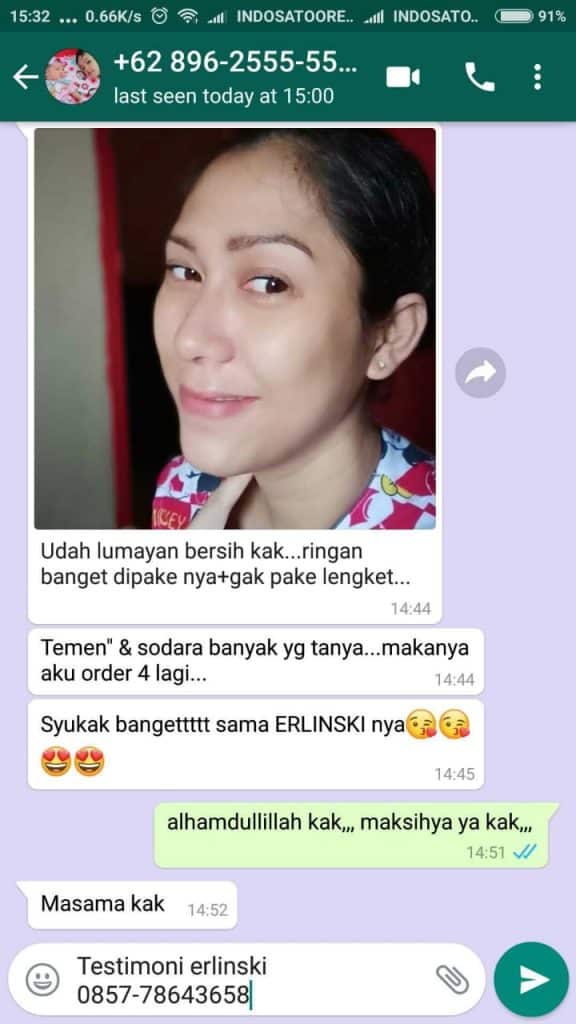 15:32 ... 0.66K/s INDOSATOORE.. INDOSATO.. 91%
+62 896-2555-55...
last seen today at 15:00
Udah lumayan bersih kak...ringan
banget dipake nya+gak pake lengket...
14:44
Temen" & sodara banyak yg tanya...makanya
aku order 4 lagi...
14:44
Syukak bangettttt sama ERLINSKI nya😘😘
😍😍
14:45
alhamdullillah kak,,, maksihya ya kak,,,
14:51
Masama kak 14:52
Testimoni erlinski
0857-78643658